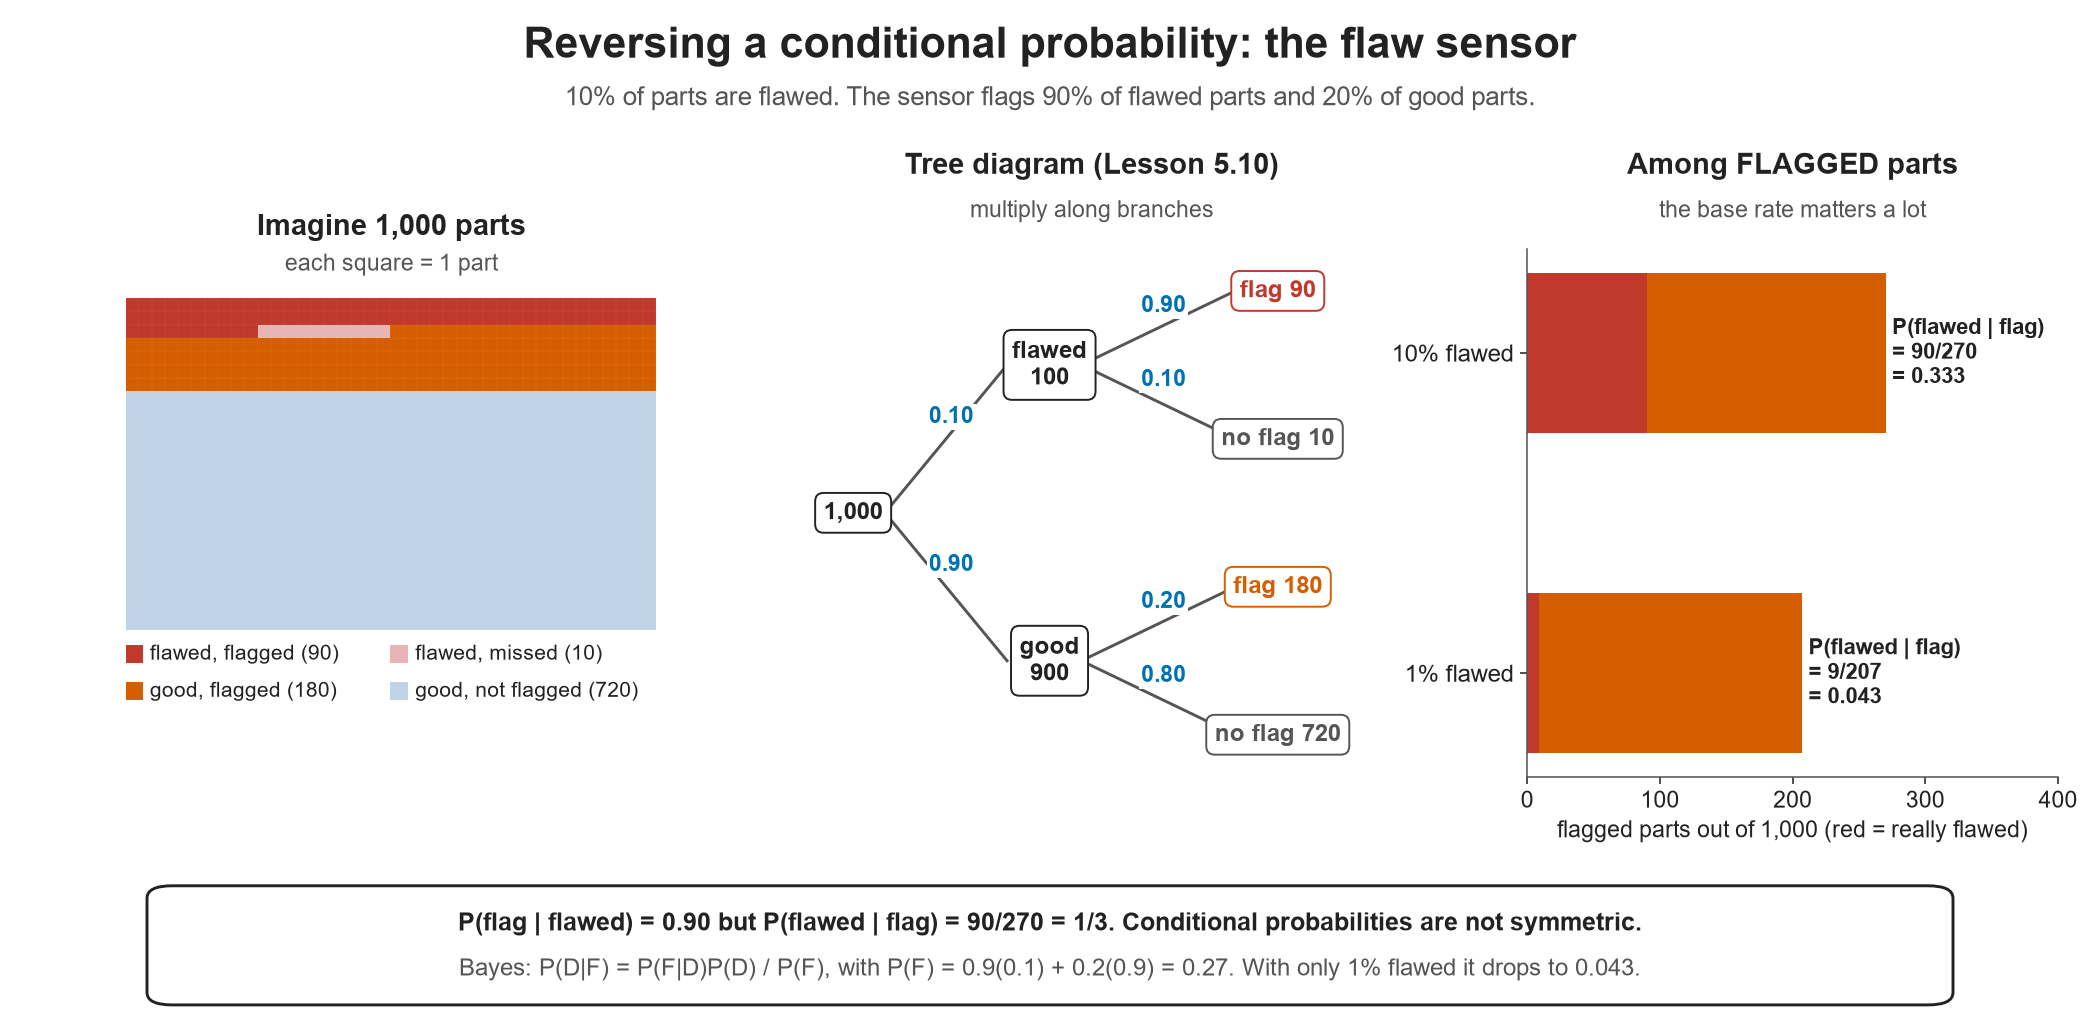 Reversing a conditional probability: the flaw sensor
10% of parts are flawed. The sensor flags 90% of flawed parts and 20% of good parts.
Imagine 1,000 parts
each square = 1 part
flawed, flagged (90)
flawed, missed (10)
good, flagged (180)
good, not flagged (720)
Tree diagram (Lesson 5.10)
multiply along branches
1,000
0.10
0.90
flawed
100
0.90
0.10
flag 90
no flag 10
good
900
0.20
0.80
flag 180
no flag 720
Among FLAGGED parts
the base rate matters a lot
10% flawed
P(flawed | flag)
= 90/270
= 0.333
1% flawed
P(flawed | flag)
= 9/207
= 0.043
0 100 200 300 400
flagged parts out of 1,000 (red = really flawed)
P(flag | flawed) = 0.90 but P(flawed | flag) = 90/270 = 1/3. Conditional probabilities are not symmetric.
Bayes: P(D|F) = P(F|D)P(D) / P(F), with P(F) = 0.9(0.1) + 0.2(0.9) = 0.27. With only 1% flawed it drops to 0.043.